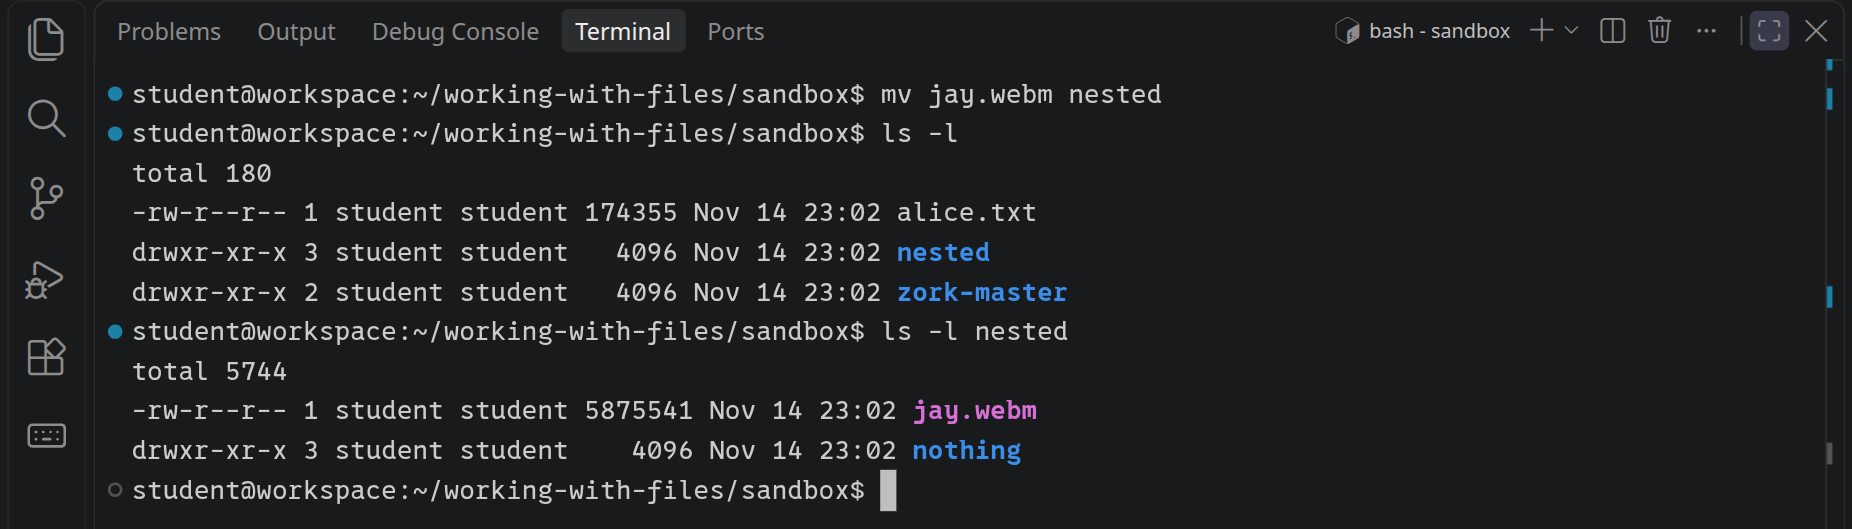 Problems Output Debug Console Terminal Ports bash - sandbox
student@workspace:~/working-with-files/sandbox$ mv jay.webm nested
student@workspace:~/working-with-files/sandbox$ ls -l
total 180
-rw-r--r-- 1 student student 174355 Nov 14 23:02 alice.txt
drwxr-xr-x 3 student student   4096 Nov 14 23:02 nested
drwxr-xr-x 2 student student   4096 Nov 14 23:02 zork-master
student@workspace:~/working-with-files/sandbox$ ls -l nested
total 5744
-rw-r--r-- 1 student student 5875541 Nov 14 23:02 jay.webm
drwxr-xr-x 3 student student    4096 Nov 14 23:02 nothing
student@workspace:~/working-with-files/sandbox$